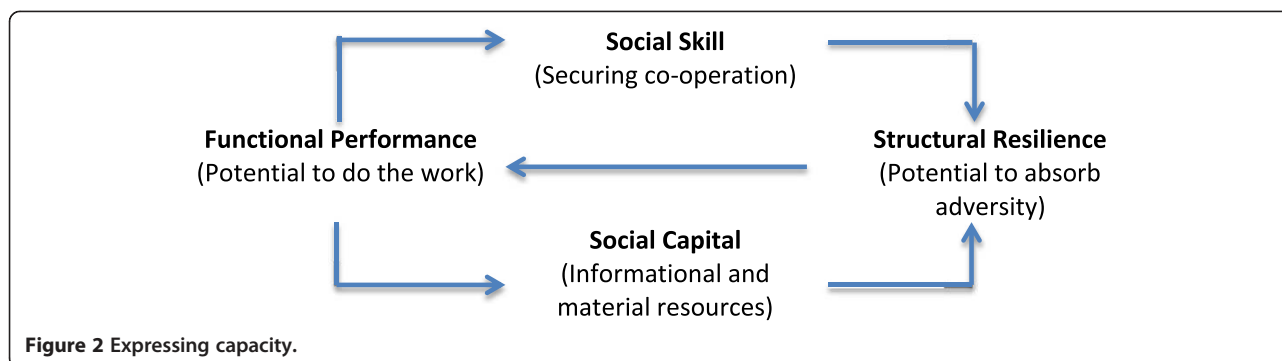 Social Skill
(Securing co-operation)
Functional Performance
(Potential to do the work)
Structural Resilience
(Potential to absorb
adversity)
Social Capital
(Informational and
material resources)
Figure 2 Expressing capacity.